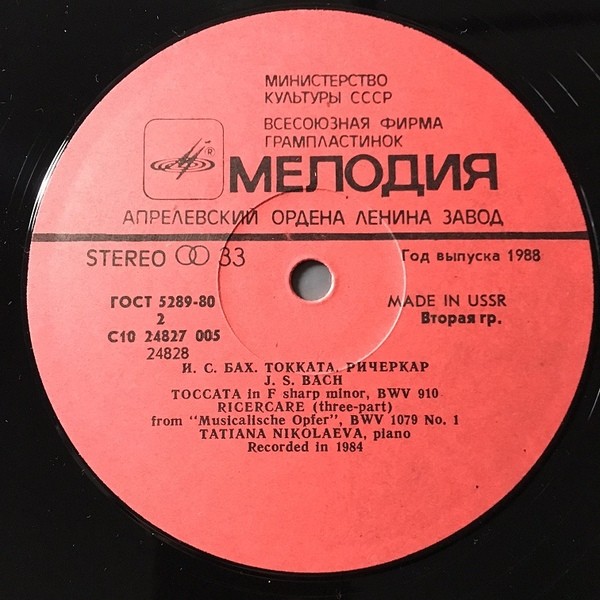 МИНИСТЕРСТВО
КУЛЬТУРЫ СССР
ВСЕСОЮЗНАЯ ФИРМА
ГРАМПЛАСТИНОК
®
МЕЛОДИЯ
АПРЕЛЕВСКИЙ ОРДЕНА ЛЕНИНА ЗАВОД
STEREO 33
Год выпуска 1988
ГОСТ 5289-80
MADE IN USSR
2
Вторая гр.
С10 24827 005
24828
И. С. БАХ. ТОККАТА. РИЧЕРКАР
J. S. BACH
TOCCATA in F sharp minor, BWV 910
RICERCARE (three-part)
from "Musicalische Opfer", BWV 1079 No. 1
TATIANA NIKOLAEVA, piano
Recorded in 1984